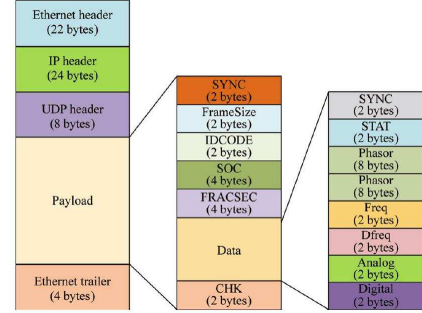 Ethernet header
(22 bytes)
IP header
(24 bytes)
UDP header
(8 bytes)
Payload
Ethernet trailer
(4 bytes)
SYNC
(2 bytes)
FrameSize
(2 bytes)
IDCODE
(2 bytes)
SOC
(4 bytes)
FRACSEC
(4 bytes)
Data
CHK
(2 bytes)
SYNC
(2 bytes)
STAT
(2 bytes)
Phasor
(8 bytes)
Phasor
(8 bytes)
Freq
(2 bytes)
Dfreq
(2 bytes)
Analog
(2 bytes)
Digital
(2 bytes)